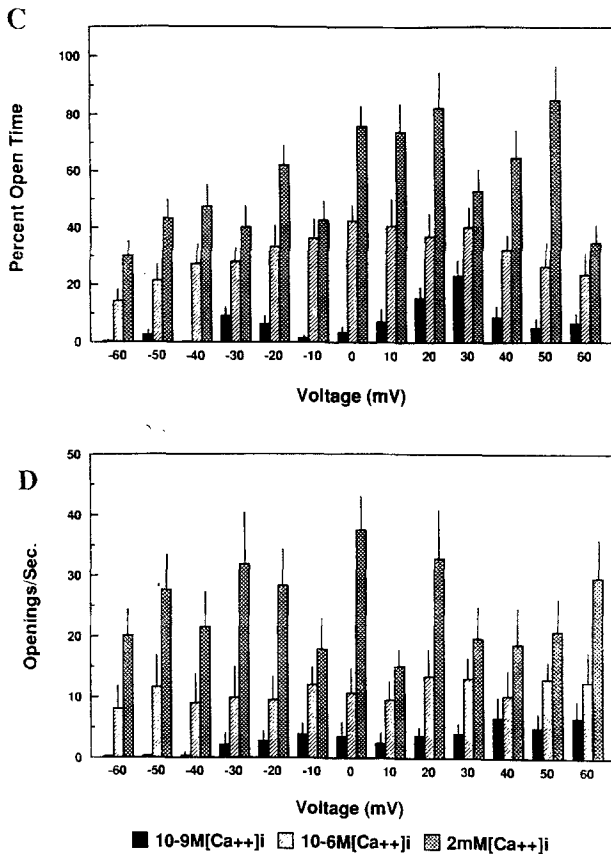 C
100
80
60
40
20
0
Percent Open Time
-60 -50 -40 -30 -20 -10 0 10 20 30 40 50 60
Voltage (mV)
D
50
40
30
20
10
0
Openings/Sec.
-60 -50 -40 -30 -20 -10 0 10 20 30 40 50 60
Voltage (mV)
10-9M[Ca++]i 10-6M[Ca++]i 2mM[Ca++]i